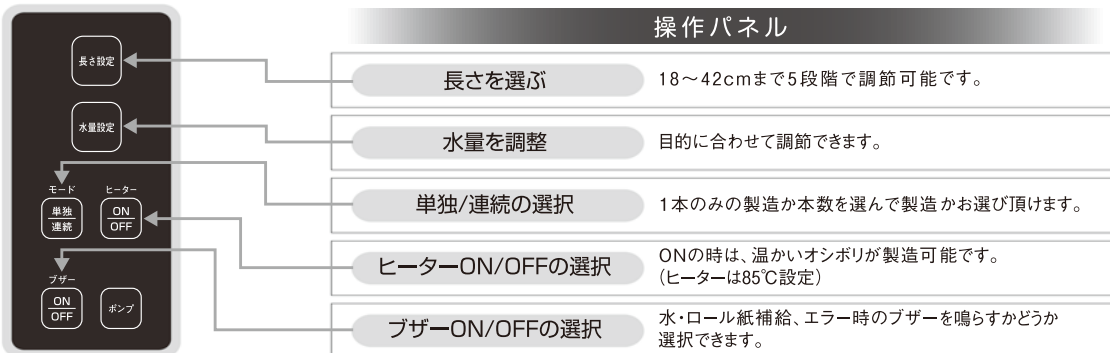 操作パネル
長さ設定
水量設定
モード
単独
連続
ヒーター
ON
OFF
ブザー
ON
OFF
ポンプ
長さを選ぶ
18～42cmまで5段階で調節可能です。
水量を調整
目的に合わせて調節できます。
単独/連続の選択
1本のみの製造か本数を選んで製造かお選び頂けます。
ヒーターON/OFFの選択
ONの時は、温かいオシボリが製造可能です。
(ヒーターは85℃設定)
ブザーON/OFFの選択
水・ロール紙補給、エラー時のブザーを鳴らすかどうか
選択できます。